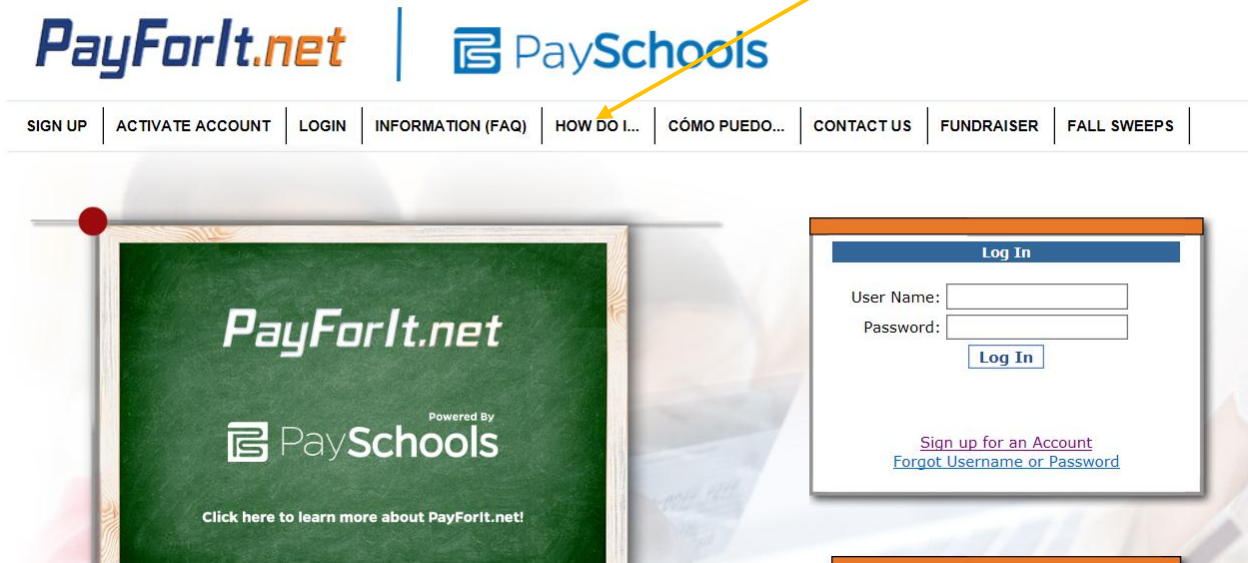 PayForIt.net PaySchools
SIGN UP ACTIVATE ACCOUNT LOGIN INFORMATION (FAQ) HOW DO I... CÓMO PUEDO... CONTACT US FUNDRAISER FALL SWEEPS
Log In
User Name:
Password:
Log In
Sign up for an Account
Forgot Username or Password
PayForIt.net
Powered By
PaySchools
Click here to learn more about PayForIt.net!